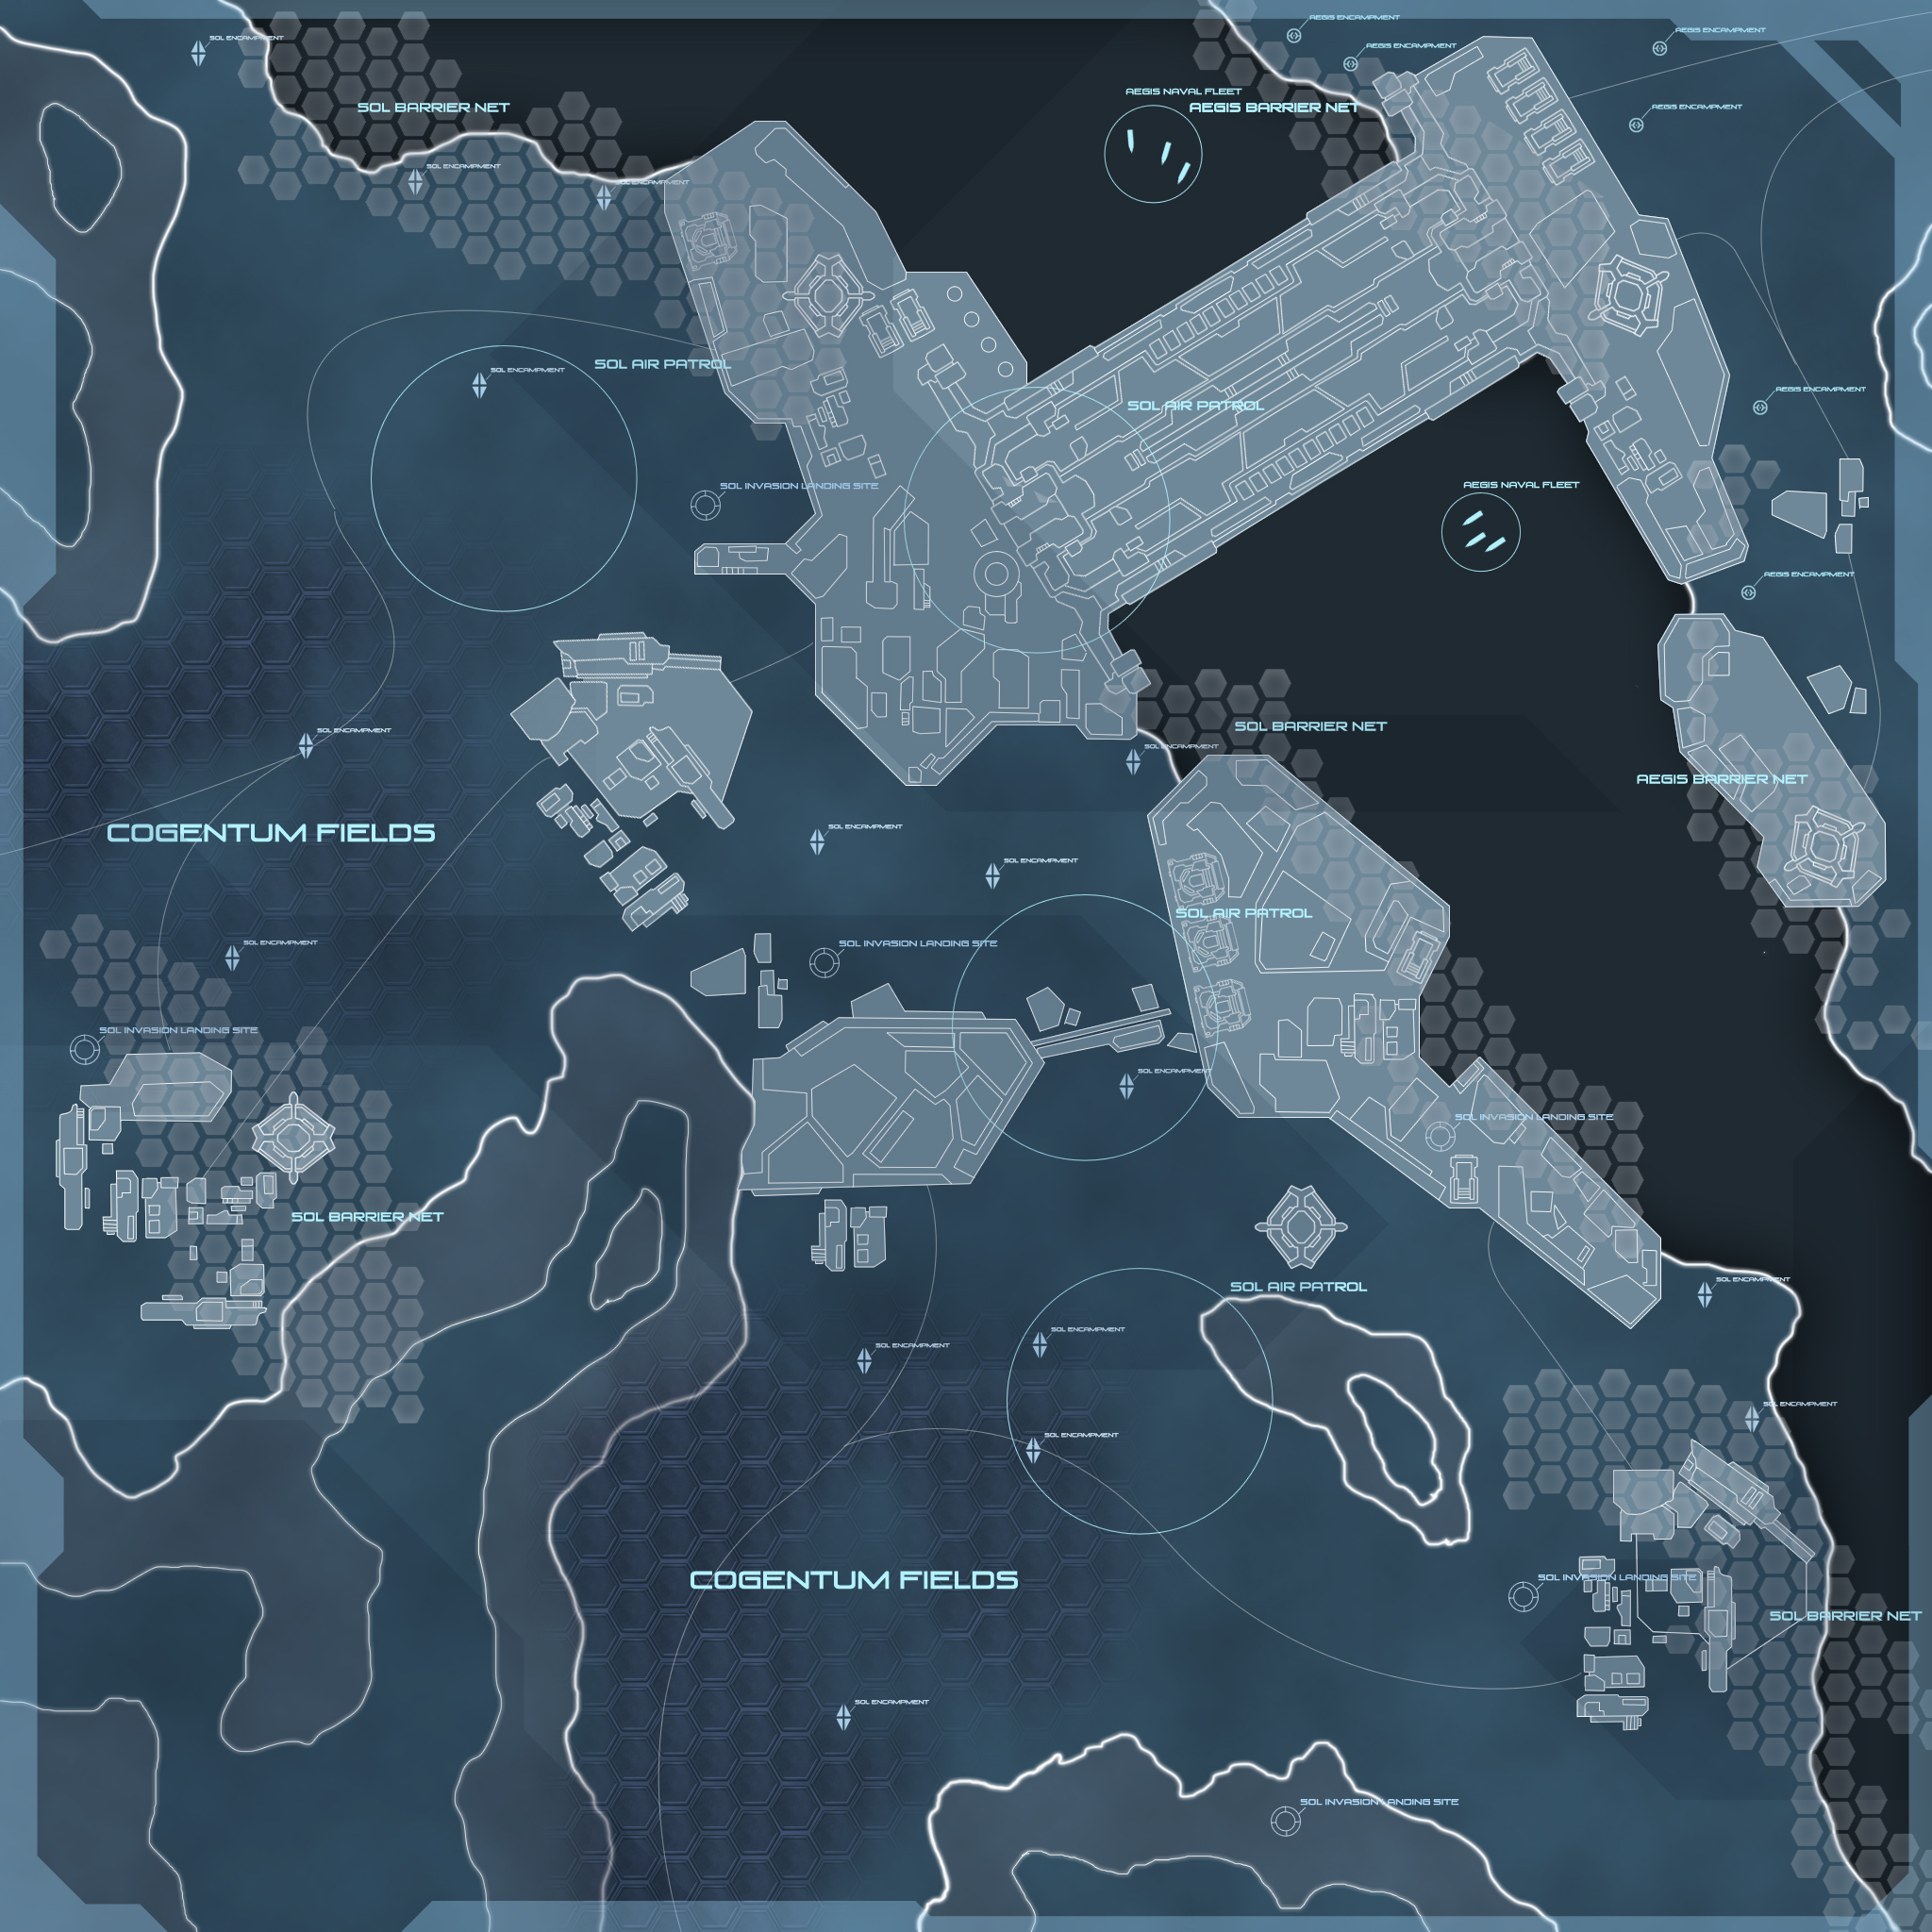 AEGIS ENCAMPMENT
AEGIS ENCAMPMENT
SOL ENCAMPMENT
AEGIS ENCAMPMENT
AEGIS NAVAL FLEET
SOL BARRIER NET
AEGIS BARRIER NET
AEGIS ENCAMPMENT
SOL ENCAMPMENT
SOL ENCAMPMENT
SOL AIR PATROL
SOL ENCAMPMENT
AEGIS ENCAMPMENT
SOL AIR PATROL
SOL INVASION LANDING SITE
AEGIS NAVAL FLEET
AEGIS ENCAMPMENT
SOL BARRIER NET
SOL ENCAMPMENT
SOL ENCAMPMENT
AEGIS BARRIER NET
SOL ENCAMPMENT
COGENTUM FIELDS
SOL ENCAMPMENT
SOL AIR PATROL
SOL ENCAMPMENT
SOL INVASION LANDING SITE
SOL INVASION LANDING SITE
SOL ENCAMPMENT
SOL INVASION LANDING SITE
SOL BARRIER NET
SOL ENCAMPMENT
SOL AIR PATROL
SOL ENCAMPMENT
SOL ENCAMPMENT
SOL ENCAMPMENT
SOL ENCAMPMENT
SOL INVASION LANDING SITE
COGENTUM FIELDS
SOL BARRIER NET
SOL ENCAMPMENT
SOL INVASION LANDING SITE